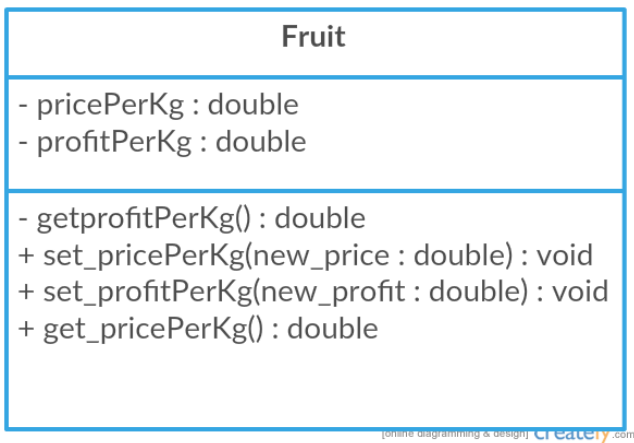 Fruit
- pricePerKg : double
- profitPerKg : double
- getprofitPerKg() : double
+ set_pricePerKg(new_price : double) : void
+ set_profitPerKg(new_profit : double) : void
+ get_pricePerKg() : double
[online diagramming & design] creately.com